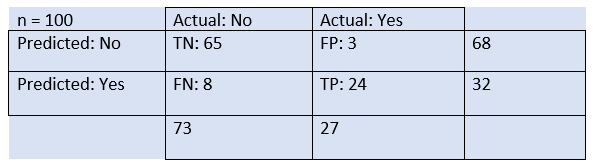 n = 100 Actual: No Actual: Yes
Predicted: No TN: 65 FP: 3 68
Predicted: Yes FN: 8 TP: 24 32
73 27